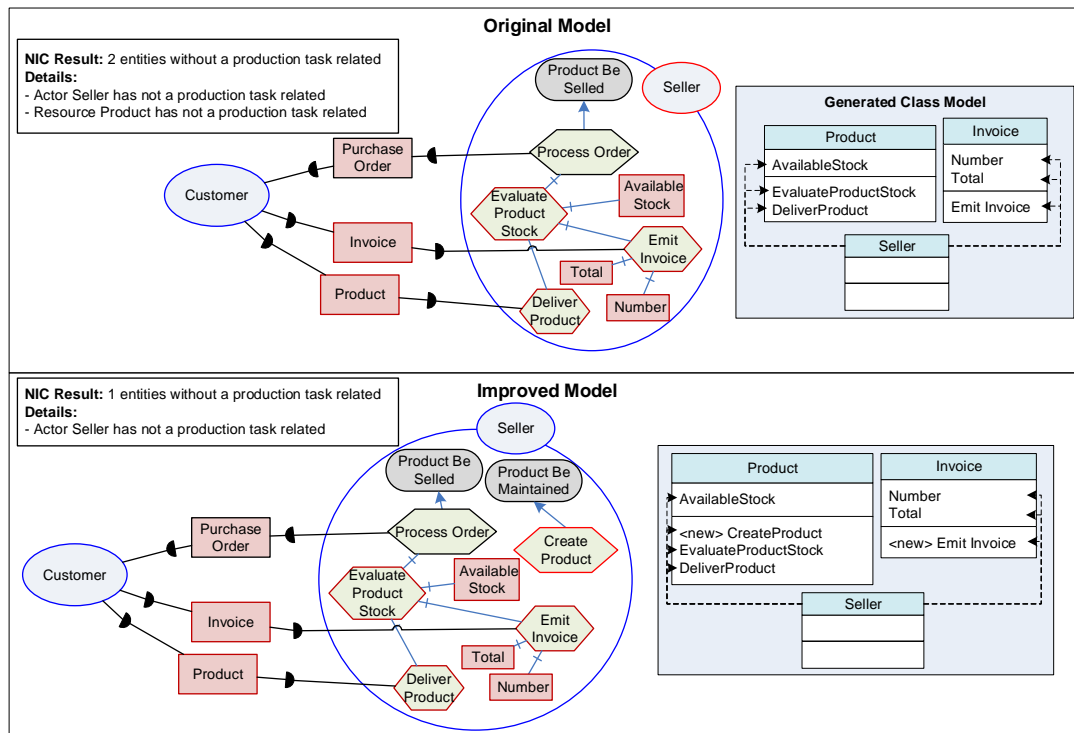 Original Model
NIC Result: 2 entities without a production task related
Details:
- Actor Seller has not a production task related
- Resource Product has not a production task related
Product Be
Selled
Seller
Process Order
Purchase
Order
Customer
Evaluate
Product
Stock
Available
Stock
Invoice
Emit
Invoice
Total
Product
Deliver
Product
Number
Generated Class Model
Product
AvailableStock
EvaluateProductStock
DeliverProduct
Invoice
Number
Total
Emit Invoice
Seller
Improved Model
NIC Result: 1 entities without a production task related
Details:
- Actor Seller has not a production task related
Seller
Product Be
Selled
Product Be
Maintained
Purchase
Order
Process Order
Create
Product
Customer
Evaluate
Product
Stock
Available
Stock
Invoice
Emit
Invoice
Total
Product
Deliver
Product
Number
Product
AvailableStock
<new> CreateProduct
EvaluateProductStock
DeliverProduct
Invoice
Number
Total
<new> Emit Invoice
Seller